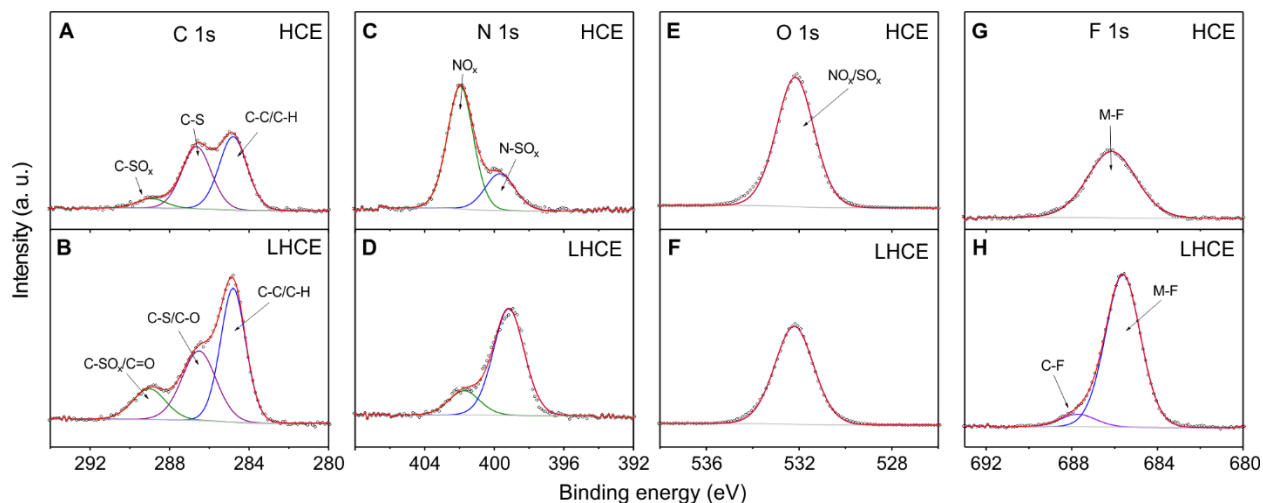 A C 1s HCE
C-SOₓ
C-S
C-C/C-H
C N 1s HCE
NOₓ
N-SOₓ
E O 1s HCE
NOₓ/SOₓ
G F 1s HCE
M-F
B LHCE
C-SOₓ/C=O
C-S/C-O
C-C/C-H
D LHCE
F LHCE
H LHCE
C-F
M-F
292 288 284 280
404 400 396 392
536 532 528
692 688 684 680
Intensity (a. u.)
Binding energy (eV)